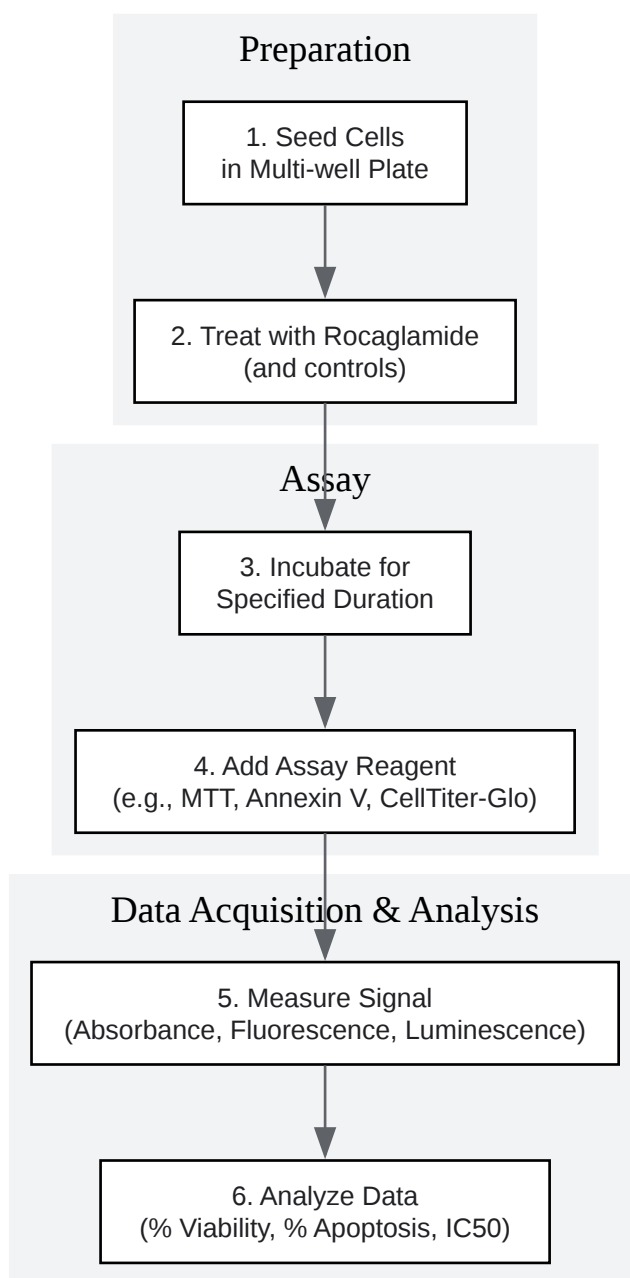 Preparation
1. Seed Cells
in Multi-well Plate
2. Treat with Rocaglamide
(and controls)
Assay
3. Incubate for
Specified Duration
4. Add Assay Reagent
(e.g., MTT, Annexin V, CellTiter-Glo)
Data Acquisition & Analysis
5. Measure Signal
(Absorbance, Fluorescence, Luminescence)
6. Analyze Data
(% Viability, % Apoptosis, IC50)